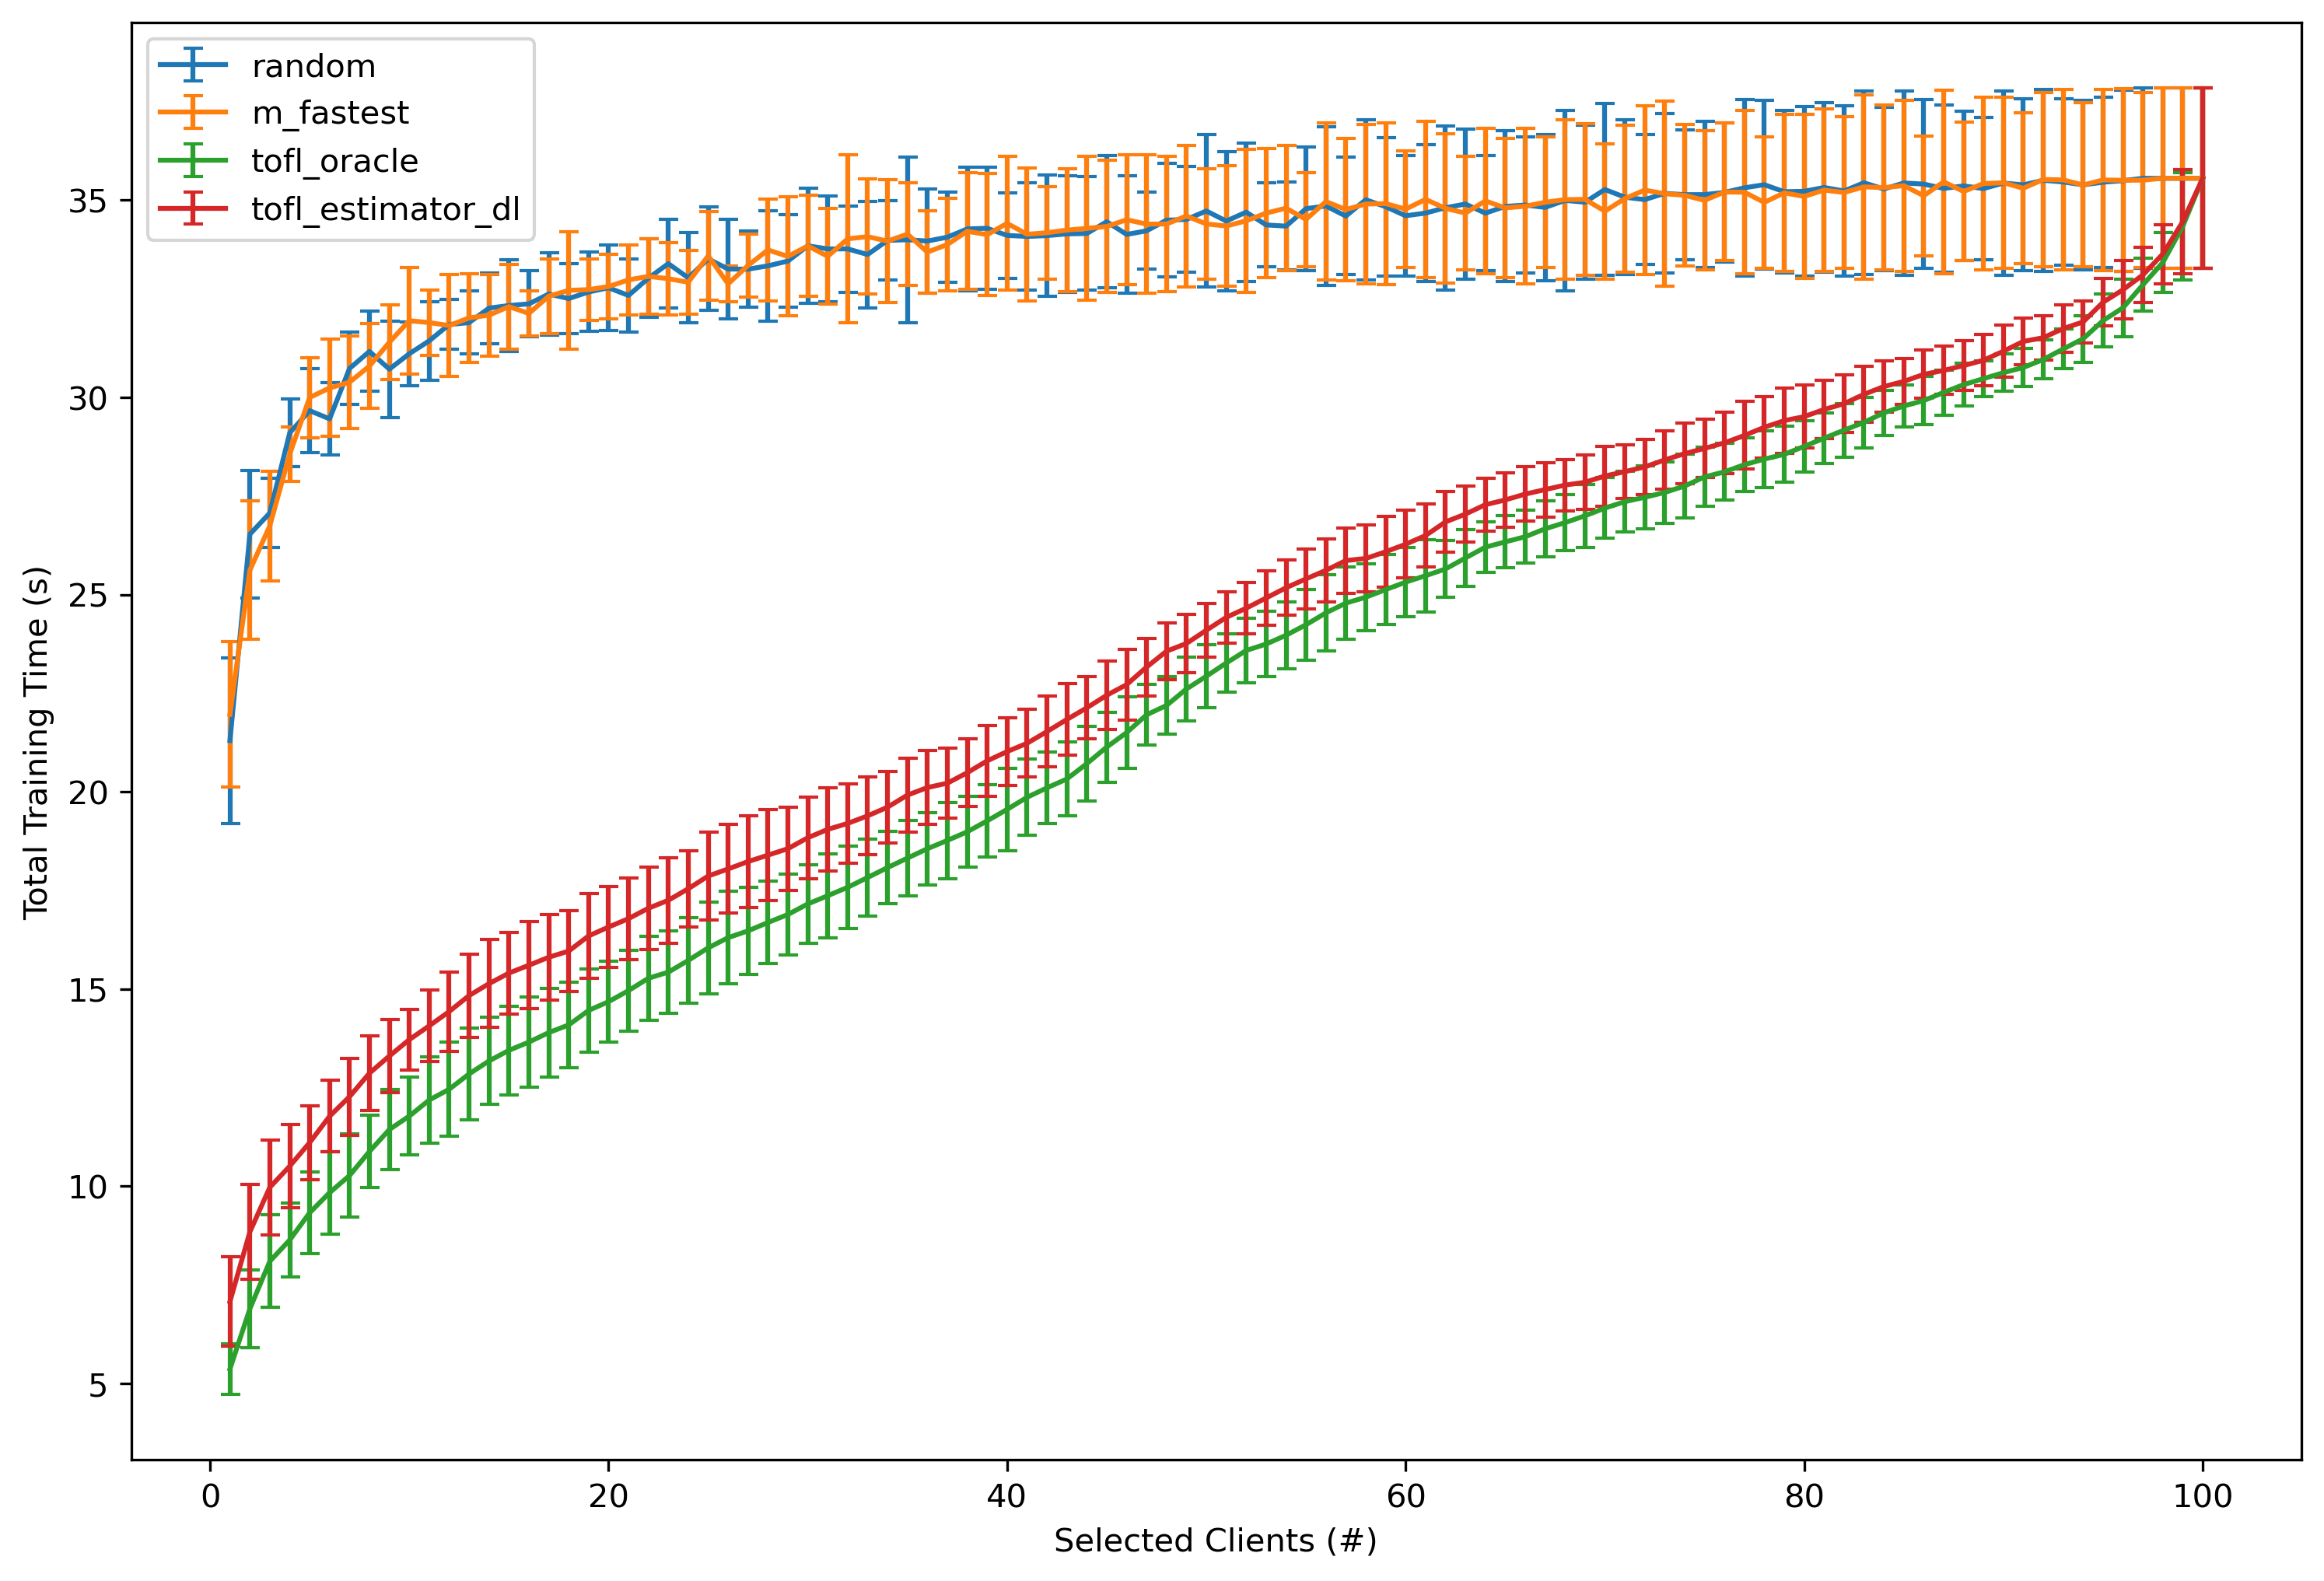 random
m_fastest
tofl_oracle
tofl_estimator_dl
35
30
25
20
15
10
5
Total Training Time (s)
0 20 40 60 80 100
Selected Clients (#)